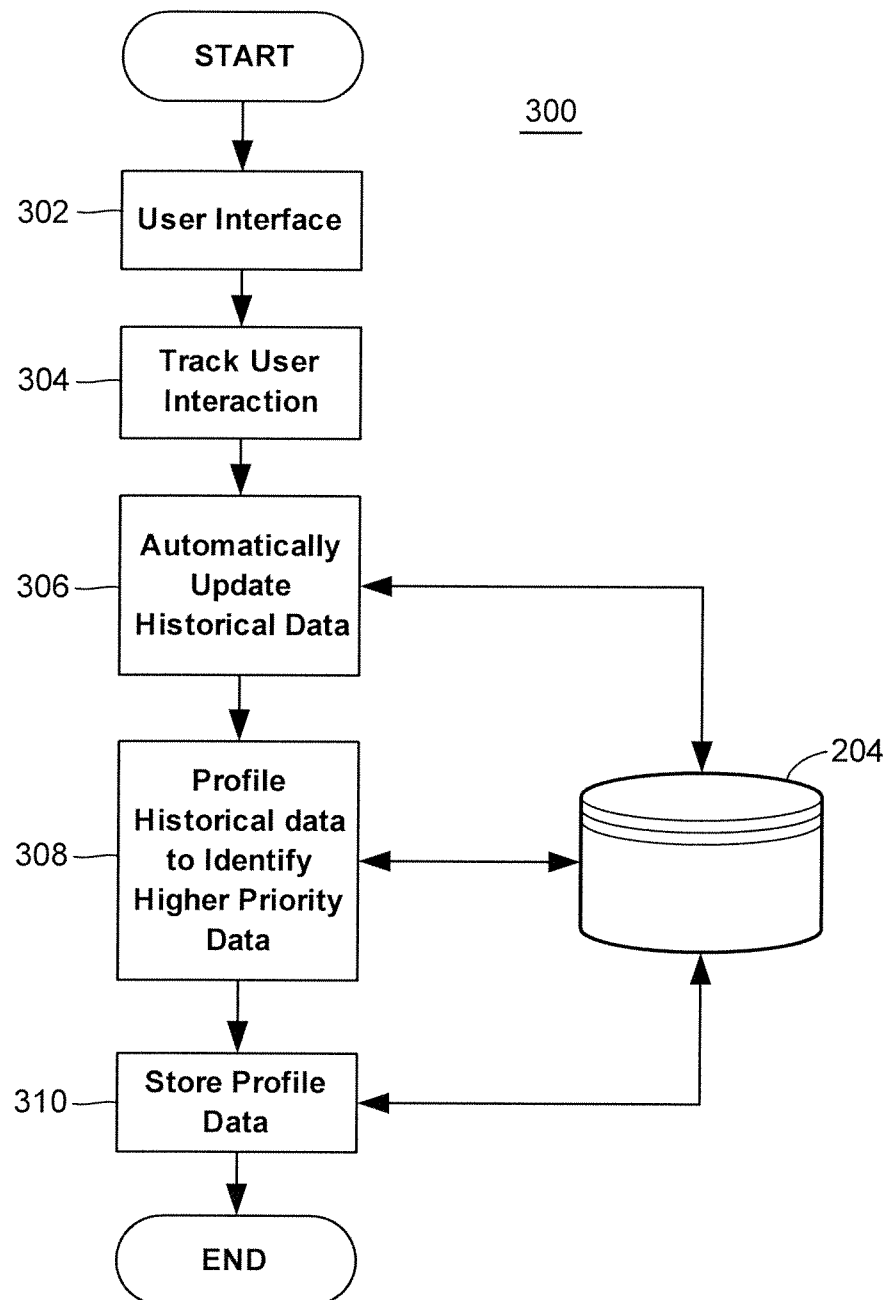 START
300
302
User Interface
304
Track User
Interaction
306
Automatically
Update
Historical Data
204
308
Profile
Historical data
to Identify
Higher Priority
Data
310
Store Profile
Data
END